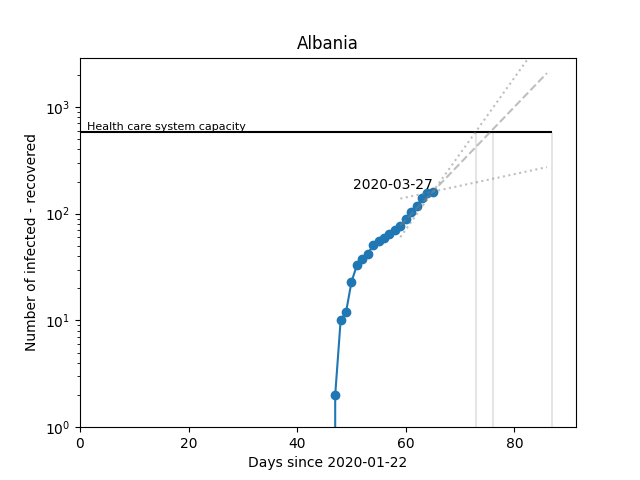 Albania
Number of infected - recovered
10³
10²
10¹
10⁰
Health care system capacity
2020-03-27
0 20 40 60 80
Days since 2020-01-22